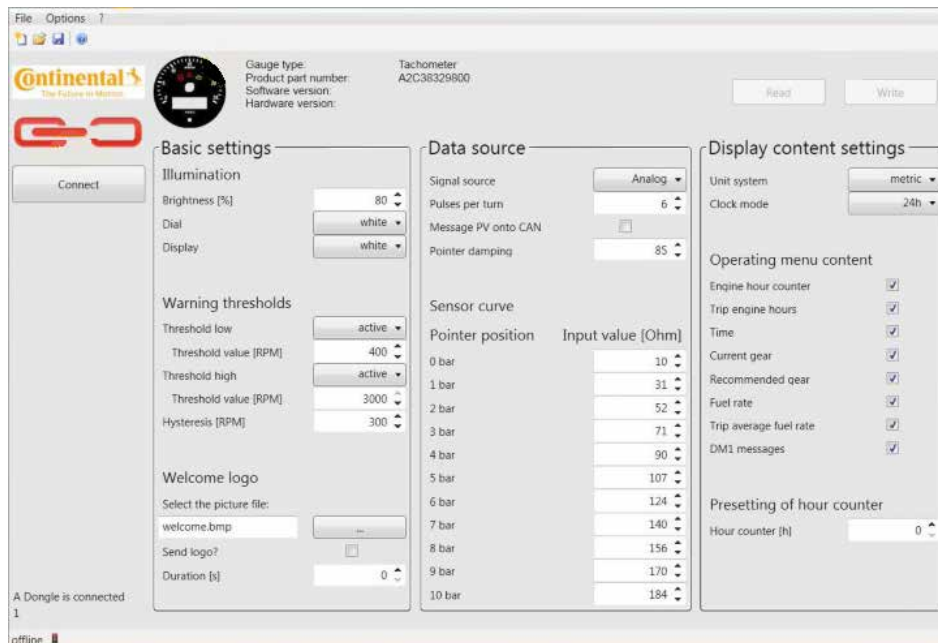 File Options ?
Continental
The Future in Motion
Gauge type: Tachometer
Product part number: A2C38329800
Software version:
Hardware version:
Read Write
Connect
Basic settings
Illumination
Brightness [%] 80
Dial white
Display white
Warning thresholds
Threshold low active
Threshold value [RPM] 400
Threshold high active
Threshold value [RPM] 3000
Hysteresis [RPM] 300
Welcome logo
Select the picture file:
welcome.bmp ...
Send logo?
Duration [s] 0
Data source
Signal source Analog
Pulses per turn 6
Message PV onto CAN
Pointer damping 85
Sensor curve
Pointer position Input value [Ohm]
0 bar 10
1 bar 31
2 bar 52
3 bar 71
4 bar 90
5 bar 107
6 bar 124
7 bar 140
8 bar 156
9 bar 170
10 bar 184
Display content settings
Unit system metric
Clock mode 24h
Operating menu content
Engine hour counter
Trip engine hours
Time
Current gear
Recommended gear
Fuel rate
Trip average fuel rate
DM1 messages
Presetting of hour counter
Hour counter [h] 0
A Dongle is connected
1
offline